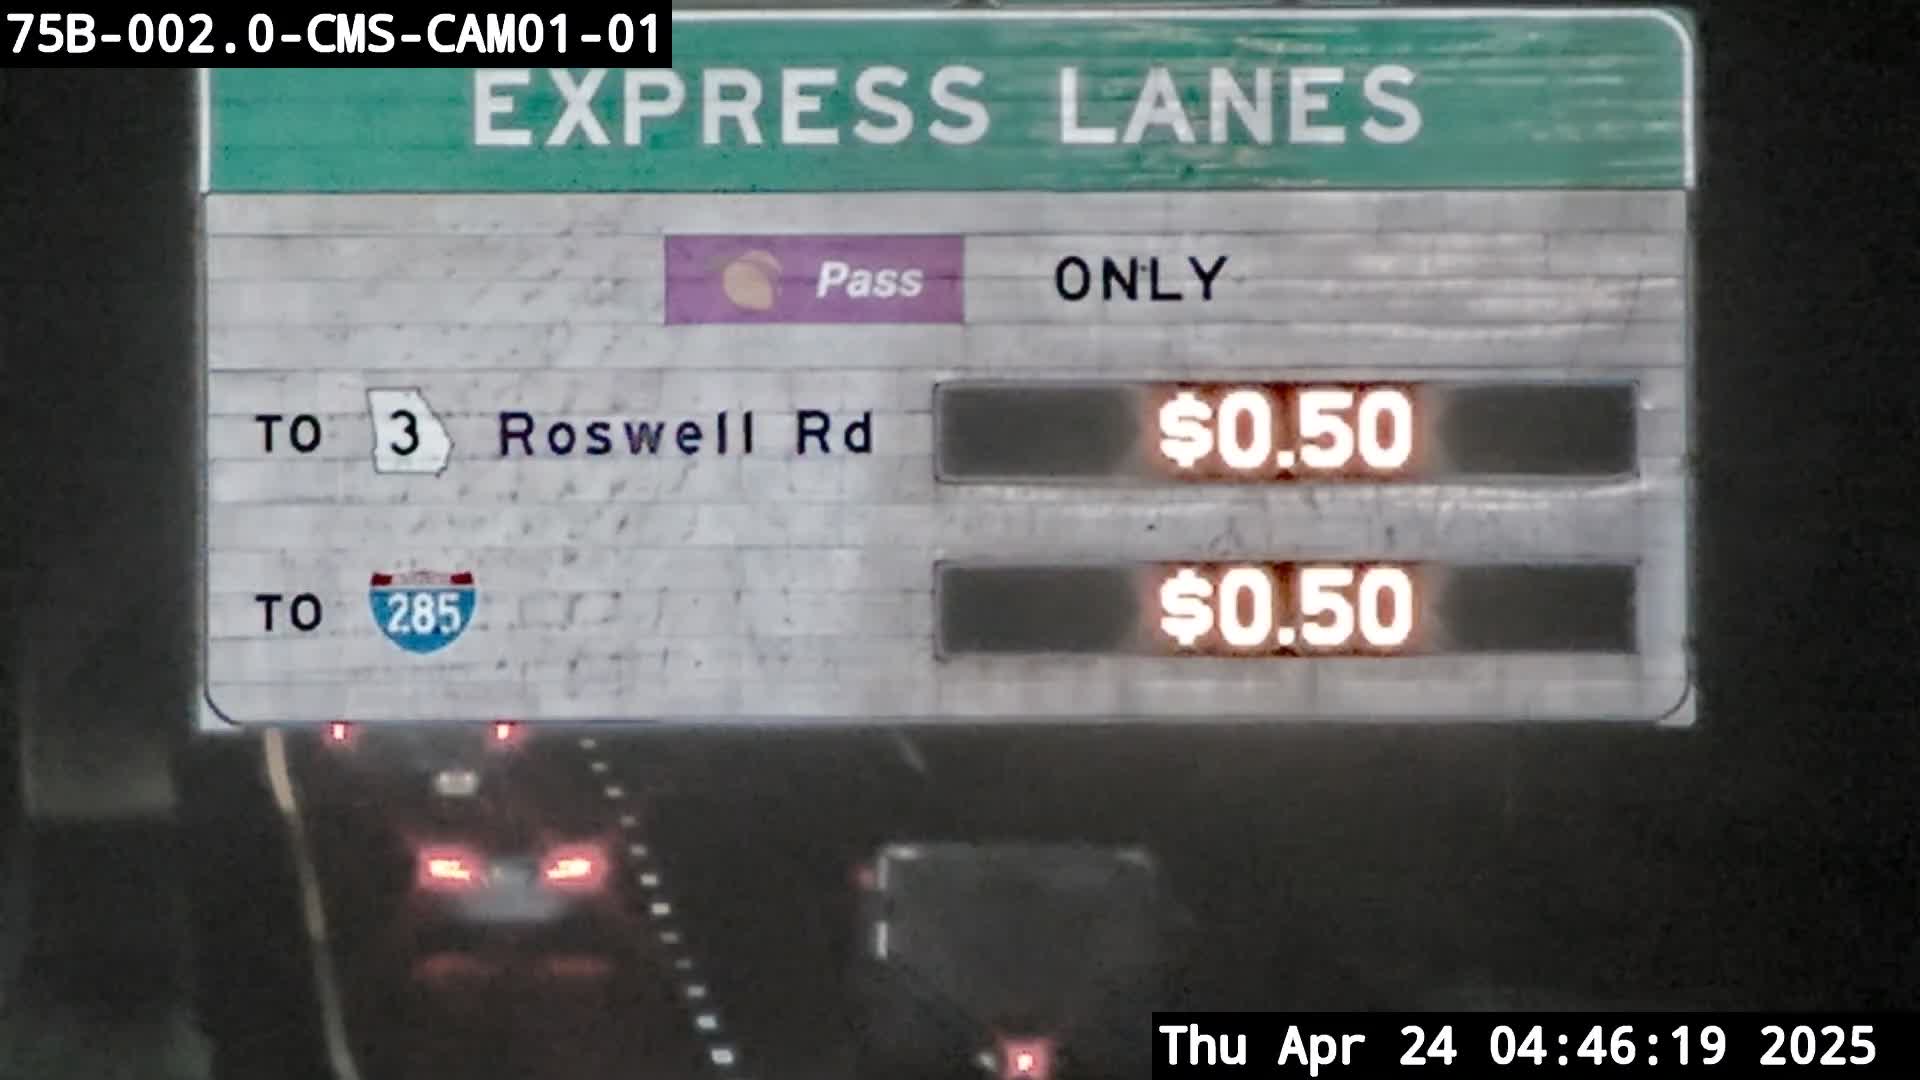 75B-002.0-CMS-CAM01-01
EXPRESS LANES
Pass ONLY
TO 3 Roswell Rd $0.50
TO 285 $0.50
Thu Apr 24 04:46:19 2025